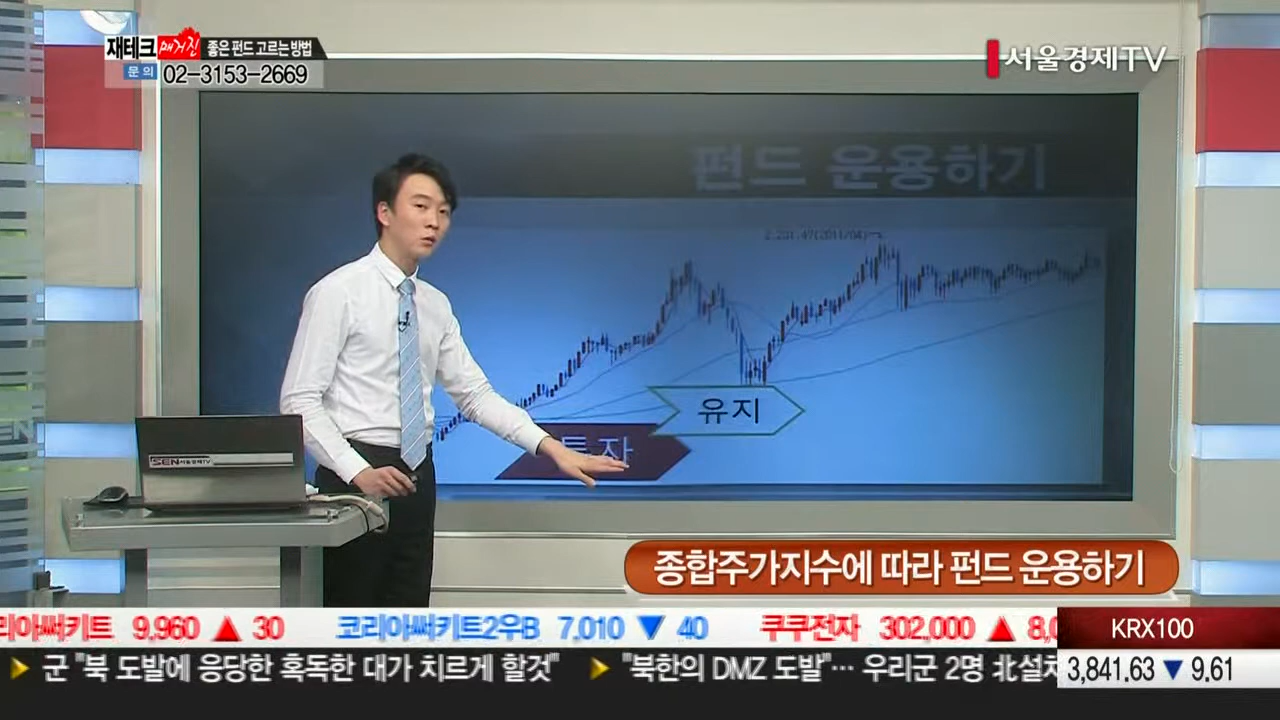 재테크 매거진 좋은 펀드 고르는 방법
문의 02-3153-2669
서울경제TV
펀드 운용하기
유지
투자
SEN 서울경제TV
종합주가지수에 따라 펀드 운용하기
리아써키트 9,960 ▲ 30 코리아써키트2우B 7,010 ▼ 40 쿠쿠전자 302,000 ▲ 8,0
KRX100
군 "북 도발에 응당한 혹독한 대가 치르게 할것" "북한의 DMZ 도발"… 우리군 2명 北설치
3,841.63 ▼ 9.61